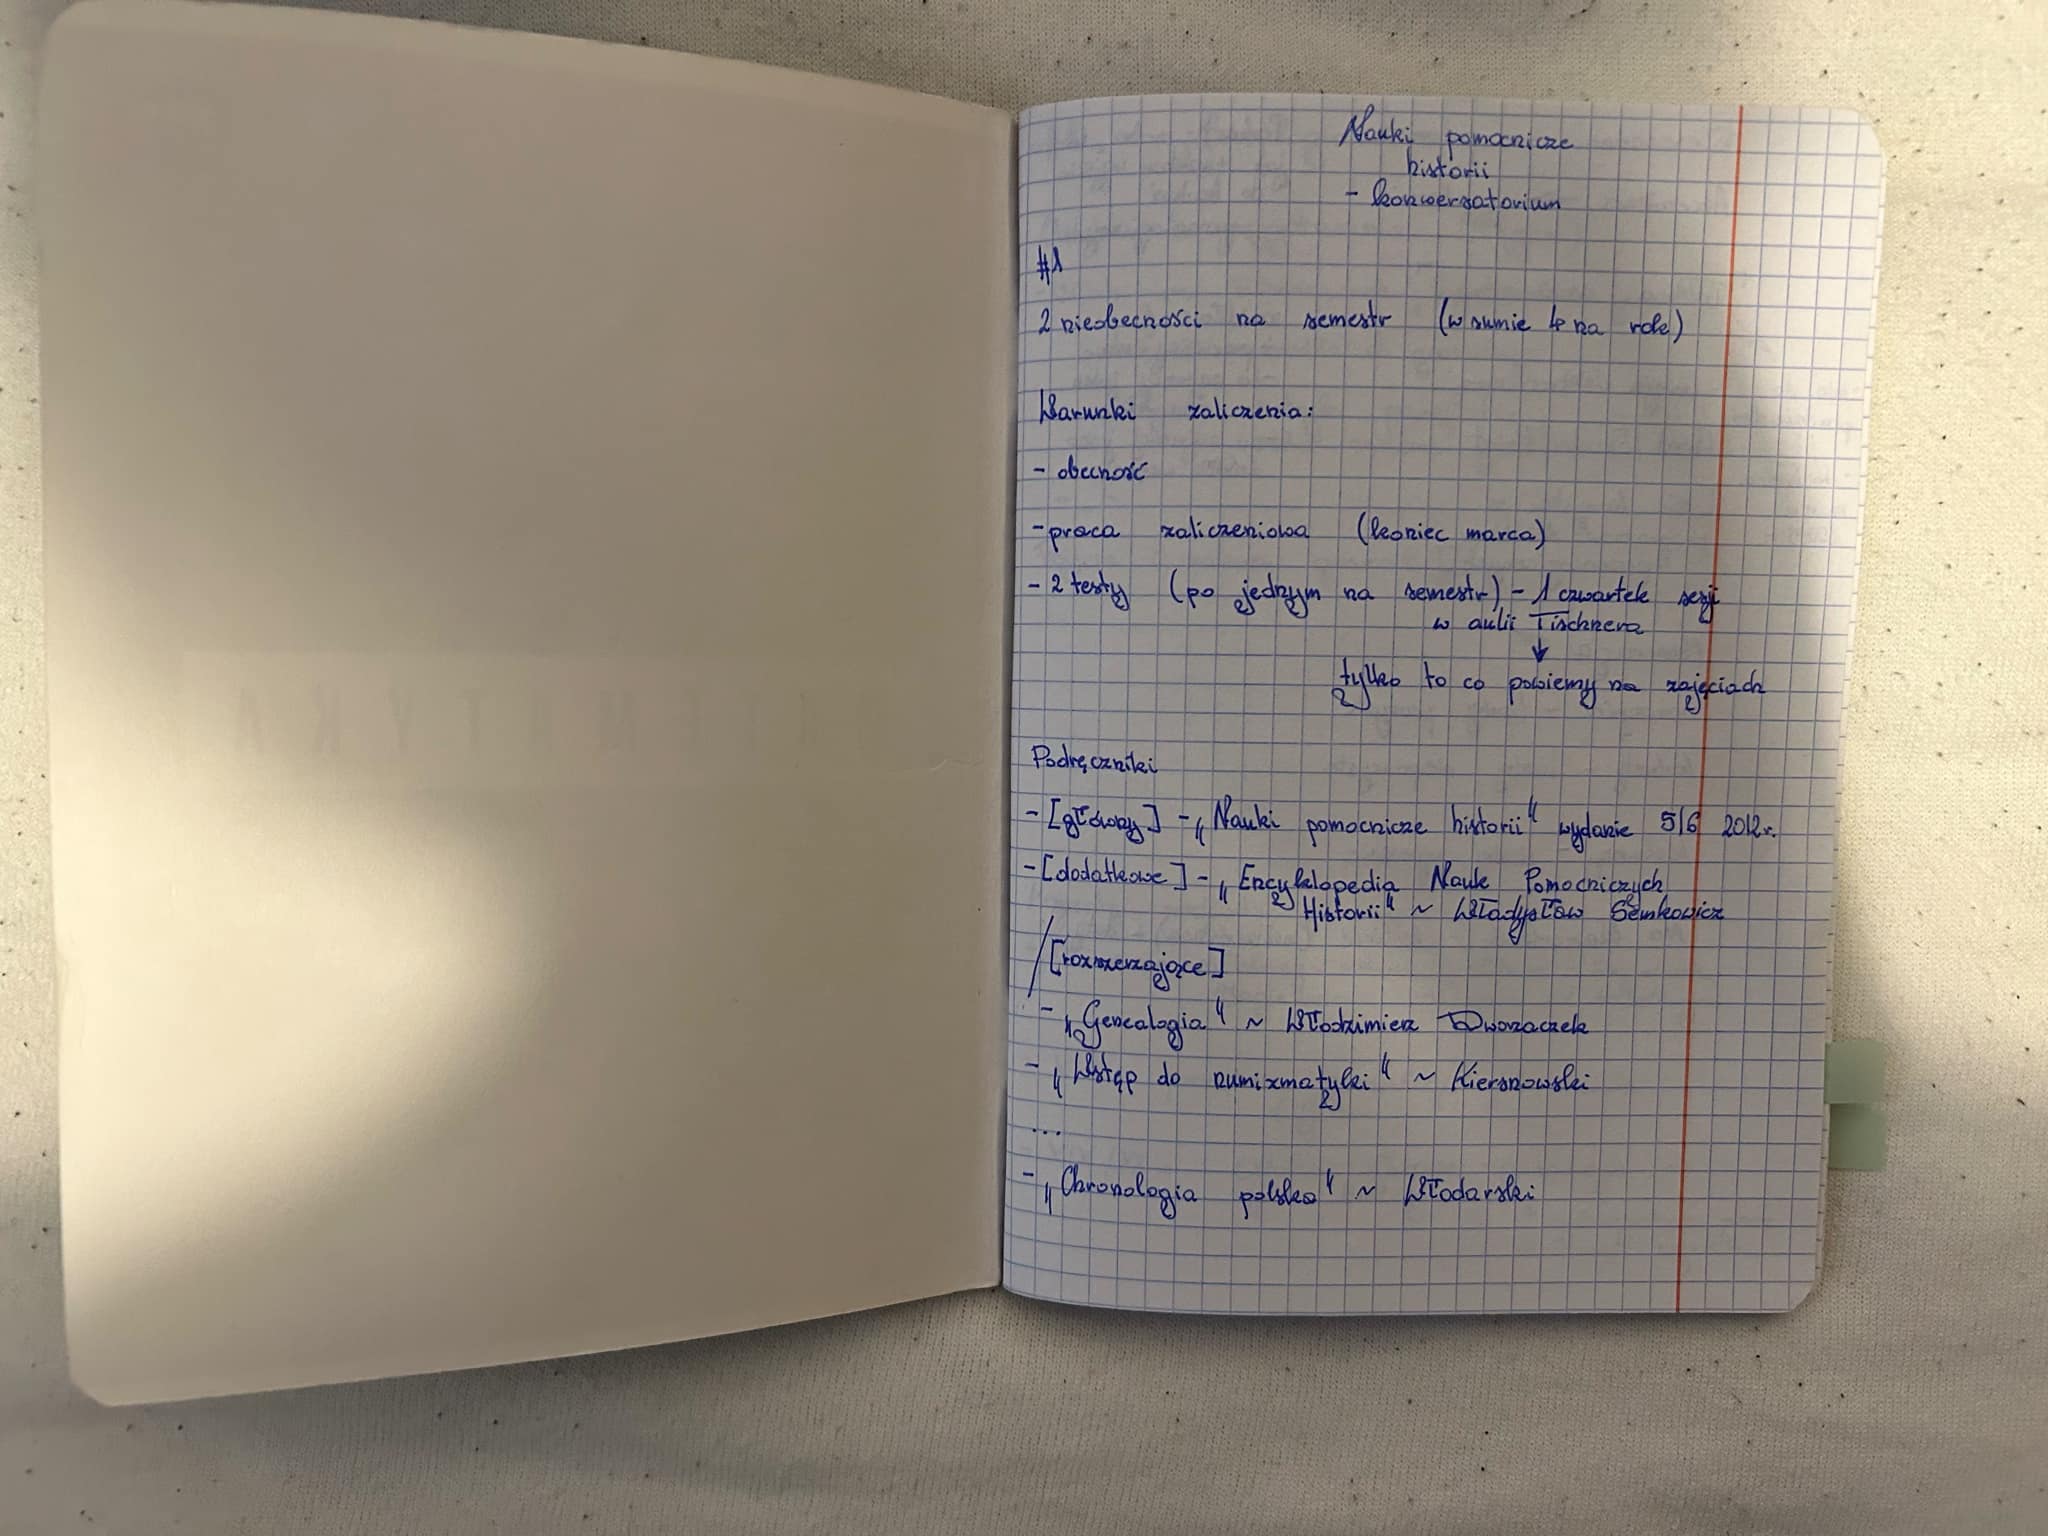 Nauki pomocnicze
historii
- konwersatorium
#1
2 nieobecności na semestr (w sumie 4 na roku)
Warunki zaliczenia:
- obecność
- praca zaliczeniowa (koniec marca)
- 2 testy (po jednym na semestr) - 1 czwartek sesji
w aulii Tischnera
↓
tylko to co powiemy na zajęciach
Podręczniki
- [główny] - „Nauki pomocnicze historii" wydanie 5/6 2012r.
- [dodatkowe] - „Encyklopedia Nauk Pomocniczych
Historii" ~ Władysław Semkowicz
/ [rozszerzające]
- „Genealogia" ~ Włodzimierz Dworzaczek
- „Wstęp do numizmatyki" ~ Kiersnowski
...
- „Chronologia polska" ~ Włodarski